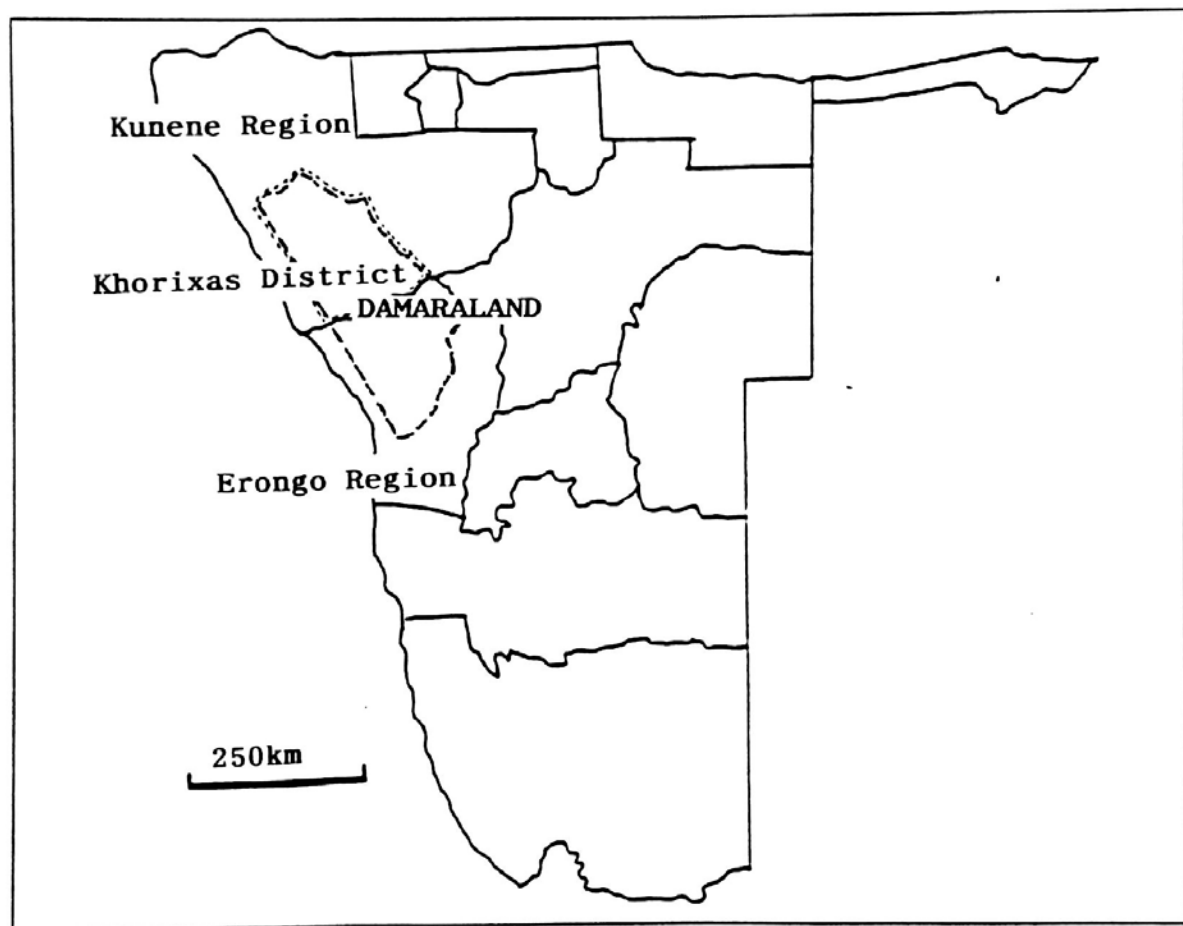 Kunene Region
Khorixas District
DAMARALAND
Erongo Region
250km